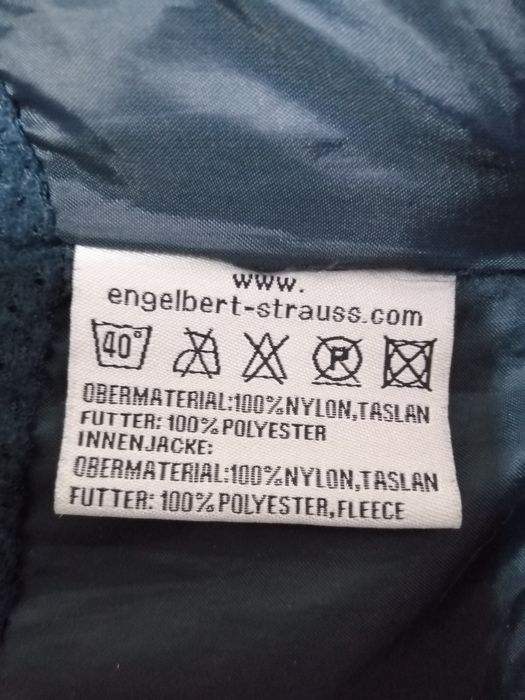 www.
engelbert-strauss.com
40°
P
OBERMATERIAL:100%NYLON,TASLAN
FUTTER: 100%POLYESTER
INNENJACKE:
OBERMATERIAL:100%NYLON,TASLAN
FUTTER: 100%POLYESTER,FLEECE